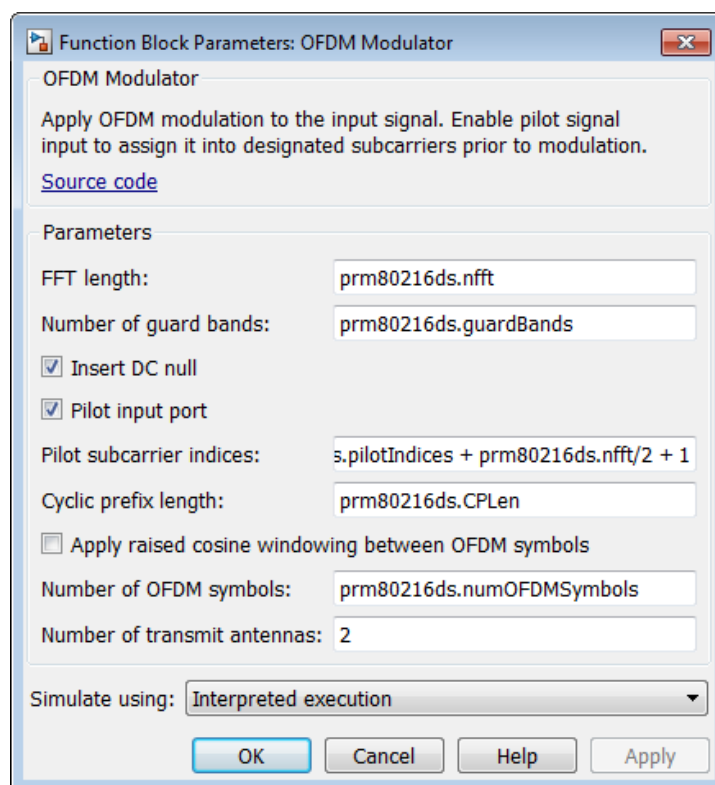 Function Block Parameters: OFDM Modulator
OFDM Modulator
Apply OFDM modulation to the input signal. Enable pilot signal
input to assign it into designated subcarriers prior to modulation.
Source code
Parameters
FFT length: prm80216ds.nfft
Number of guard bands: prm80216ds.guardBands
Insert DC null
Pilot input port
Pilot subcarrier indices: s.pilotIndices + prm80216ds.nfft/2 + 1
Cyclic prefix length: prm80216ds.CPLen
Apply raised cosine windowing between OFDM symbols
Number of OFDM symbols: prm80216ds.numOFDMSymbols
Number of transmit antennas: 2
Simulate using: Interpreted execution
OK Cancel Help Apply